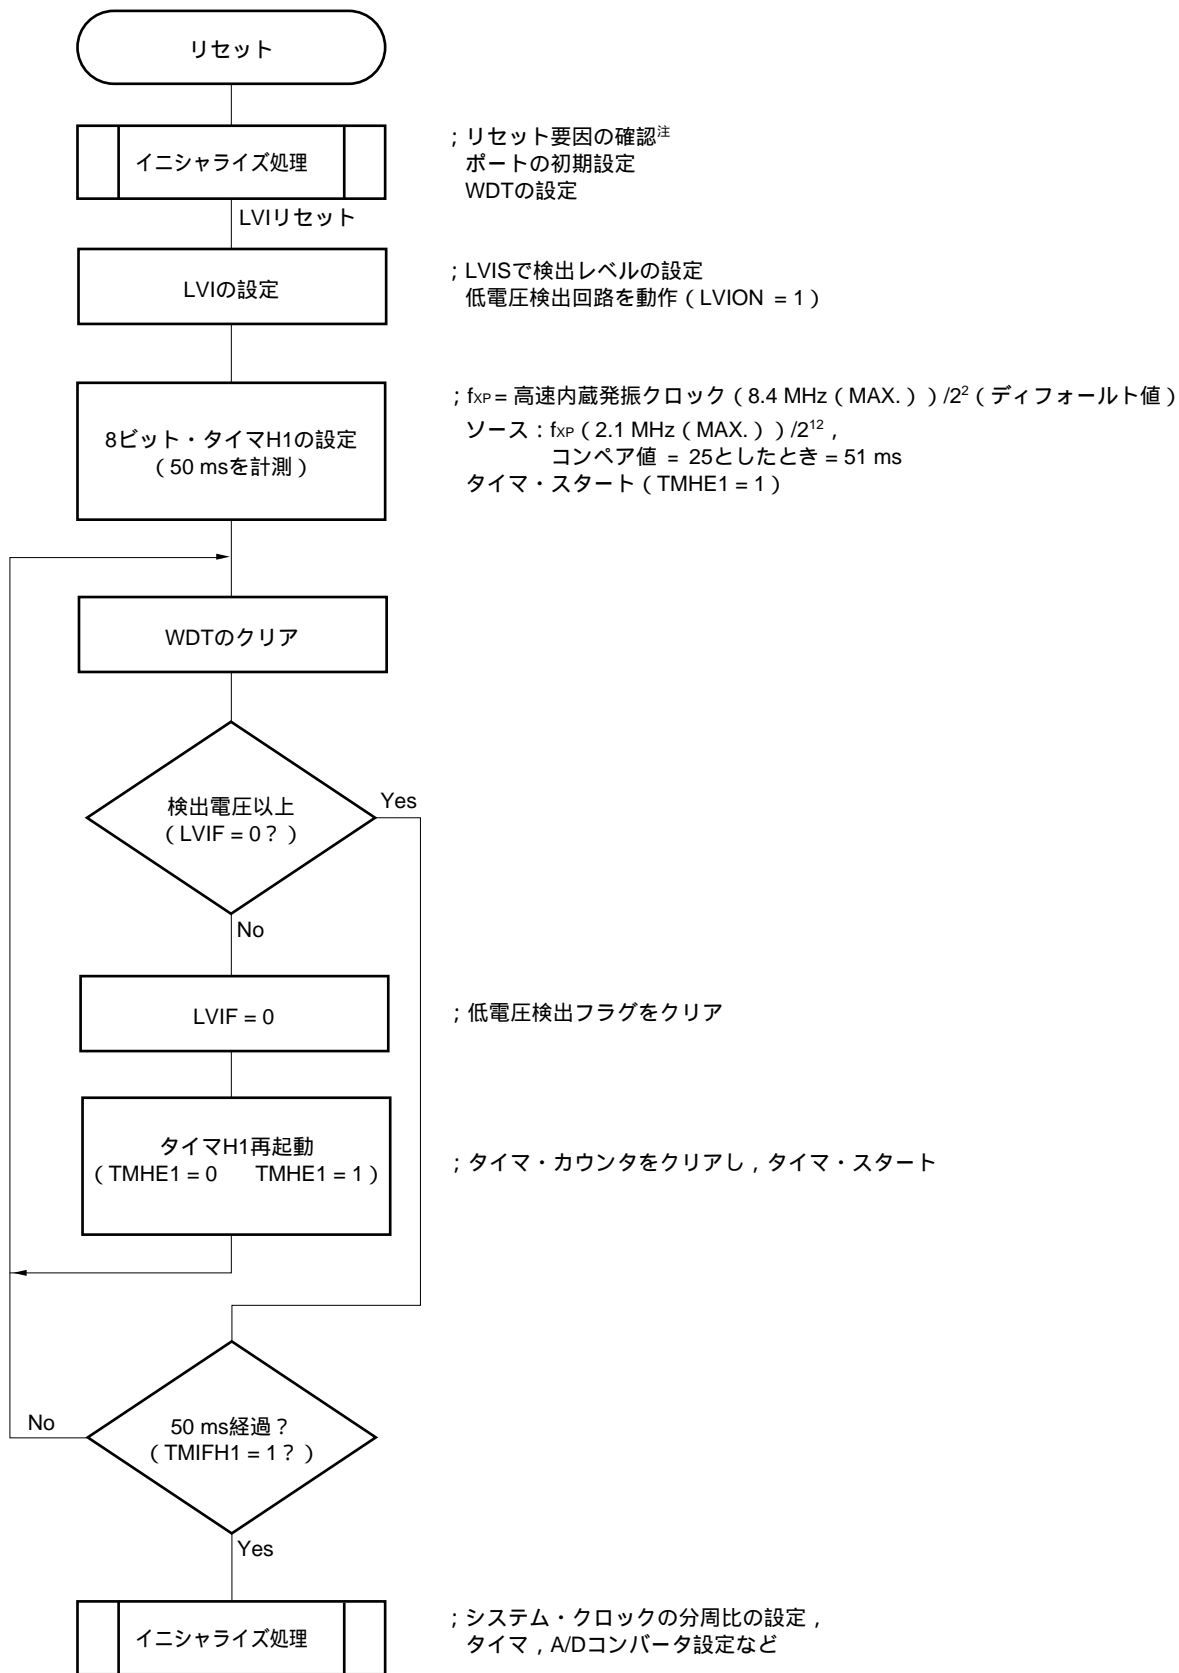 リセット
イニシャライズ処理
；リセット要因の確認注
ポートの初期設定
WDTの設定
LVIリセット
LVIの設定
；LVISで検出レベルの設定
低電圧検出回路を動作（LVION = 1）
8ビット・タイマH1の設定
（50 msを計測）
；fXP = 高速内蔵発振クロック（8.4 MHz（MAX.））/2²（ディフォールト値）
ソース：fXP（2.1 MHz（MAX.））/2¹²，
コンペア値 = 25としたとき = 51 ms
タイマ・スタート（TMHE1 = 1）
WDTのクリア
検出電圧以上
（LVIF = 0？）
Yes
No
LVIF = 0
；低電圧検出フラグをクリア
タイマH1再起動
（TMHE1 = 0　TMHE1 = 1）
；タイマ・カウンタをクリアし，タイマ・スタート
50 ms経過？
（TMIFH1 = 1？）
No
Yes
イニシャライズ処理
；システム・クロックの分周比の設定，
タイマ，A/Dコンバータ設定など